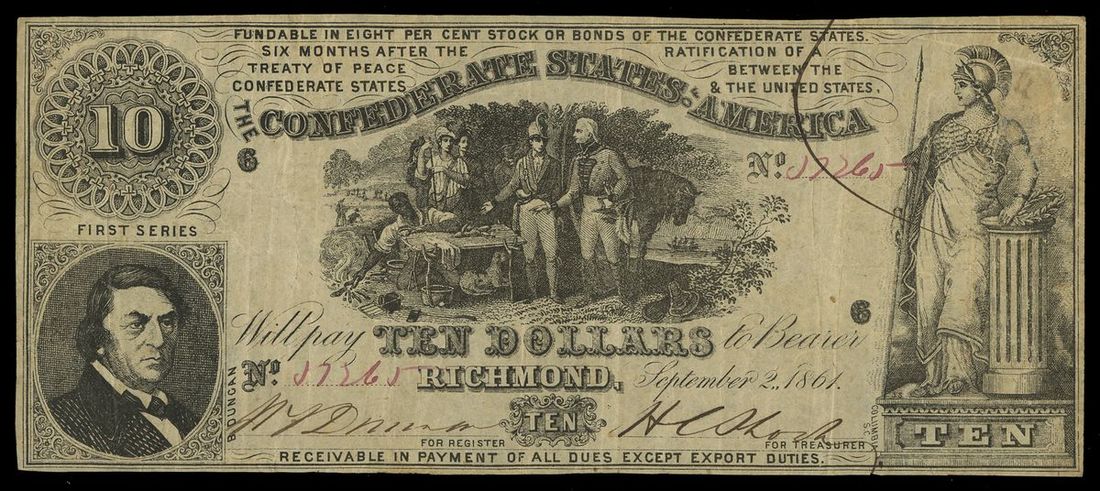 FUNDABLE IN EIGHT PER CENT STOCK OR BONDS OF THE CONFEDERATE STATES.
SIX MONTHS AFTER THE RATIFICATION OF A
TREATY OF PEACE BETWEEN THE
CONFEDERATE STATES & THE UNITED STATES,
THE CONFEDERATE STATES OF AMERICA
10
6
No. 17265
FIRST SERIES
6
Will pay TEN DOLLARS to Bearer
No. 17265 RICHMOND, September 2, 1861.
B. DUNCAN
TEN
FOR REGISTER
FOR TREASURER
COLUMBIA, S.C.
TEN
RECEIVABLE IN PAYMENT OF ALL DUES EXCEPT EXPORT DUTIES.